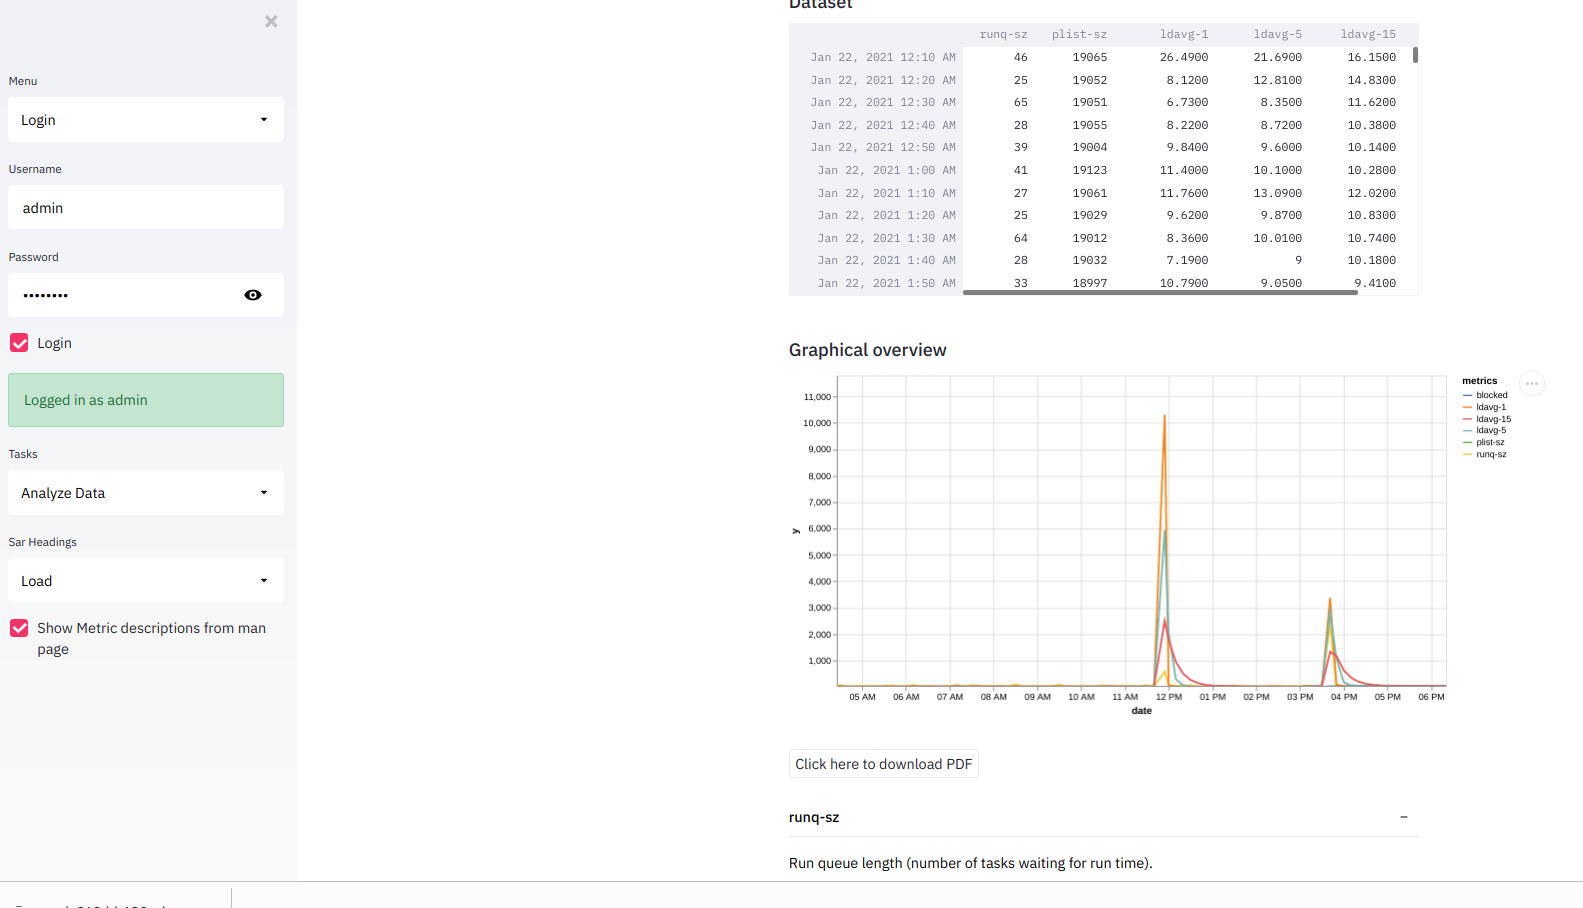 ×
Menu
Login
Username
admin
Password
••••••••
Login
Logged in as admin
Tasks
Analyze Data
Sar Headings
Load
Show Metric descriptions from man
page
Dataset
runq-sz plist-sz ldavg-1 ldavg-5 ldavg-15
Jan 22, 2021 12:10 AM 46 19065 26.4900 21.6900 16.1500
Jan 22, 2021 12:20 AM 25 19052 8.1200 12.8100 14.8300
Jan 22, 2021 12:30 AM 65 19051 6.7300 8.3500 11.6200
Jan 22, 2021 12:40 AM 28 19055 8.2200 8.7200 10.3800
Jan 22, 2021 12:50 AM 39 19004 9.8400 9.6000 10.1400
Jan 22, 2021 1:00 AM 41 19123 11.4000 10.1000 10.2800
Jan 22, 2021 1:10 AM 27 19061 11.7600 13.0900 12.0200
Jan 22, 2021 1:20 AM 25 19029 9.6200 9.8700 10.8300
Jan 22, 2021 1:30 AM 64 19012 8.3600 10.0100 10.7400
Jan 22, 2021 1:40 AM 28 19032 7.1900 9 10.1800
Jan 22, 2021 1:50 AM 33 18997 10.7900 9.0500 9.4100
Graphical overview
11,000
10,000
9,000
8,000
7,000
6,000
5,000
4,000
3,000
2,000
1,000
y
05 AM 06 AM 07 AM 08 AM 09 AM 10 AM 11 AM 12 PM 01 PM 02 PM 03 PM 04 PM 05 PM 06 PM
date
metrics
blocked
ldavg-1
ldavg-15
ldavg-5
plist-sz
runq-sz
Click here to download PDF
runq-sz
Run queue length (number of tasks waiting for run time).